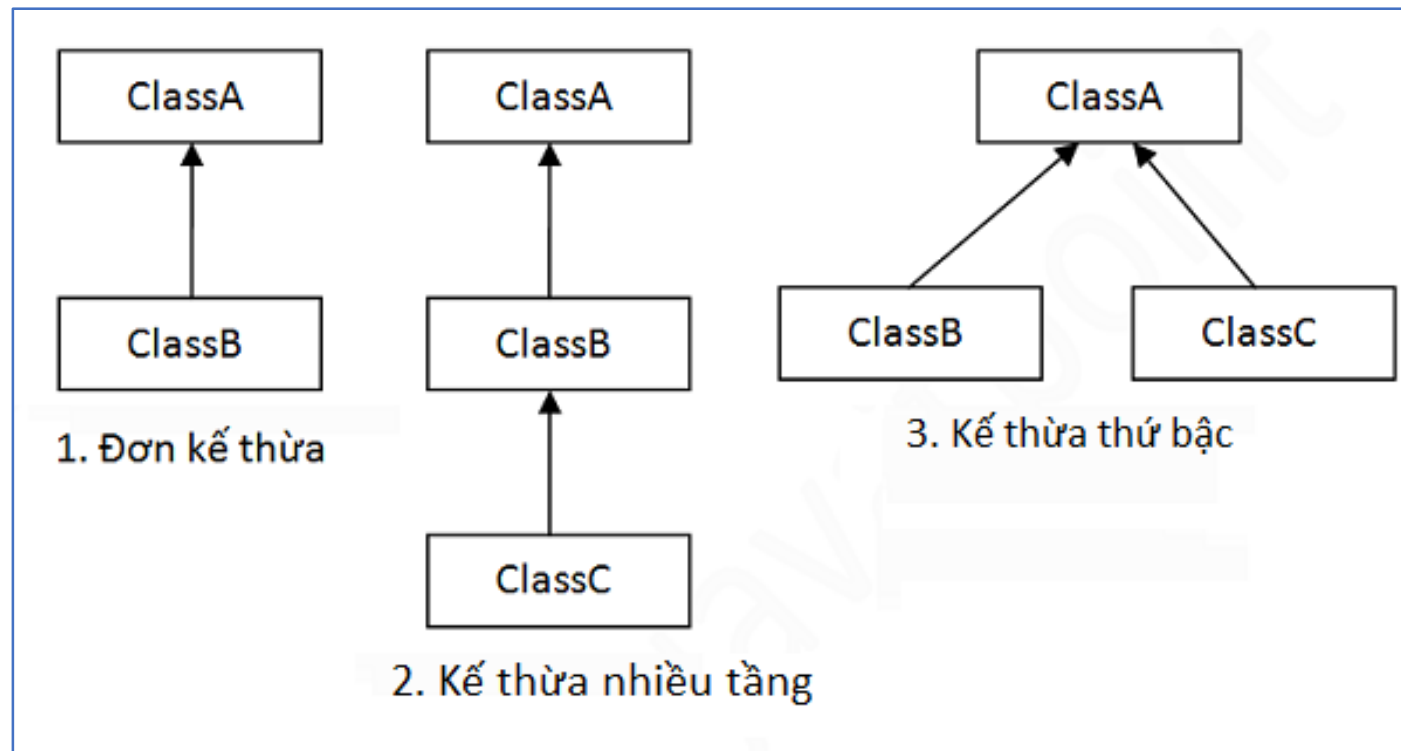 ClassA
ClassB
1. Đơn kế thừa
ClassA
ClassB
ClassC
2. Kế thừa nhiều tầng
ClassA
ClassB
ClassC
3. Kế thừa thứ bậc